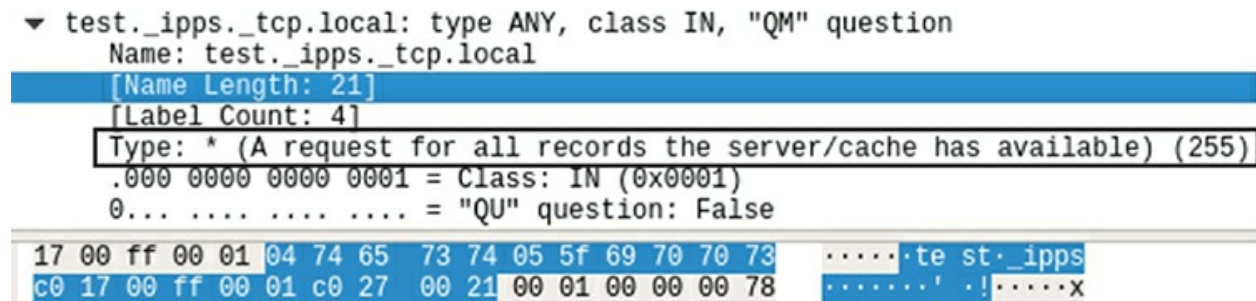 ▼ test._ipps._tcp.local: type ANY, class IN, "QM" question
Name: test._ipps._tcp.local
[Name Length: 21]
[Label Count: 4]
Type: * (A request for all records the server/cache has available) (255)
.000 0000 0000 0001 = Class: IN (0x0001)
0... .... .... .... = "QU" question: False
17 00 ff 00 01 04 74 65 73 74 05 5f 69 70 70 73 ······te st·_ipps
c0 17 00 ff 00 01 c0 27 00 21 00 01 00 00 00 78 ·······' ·!·····x